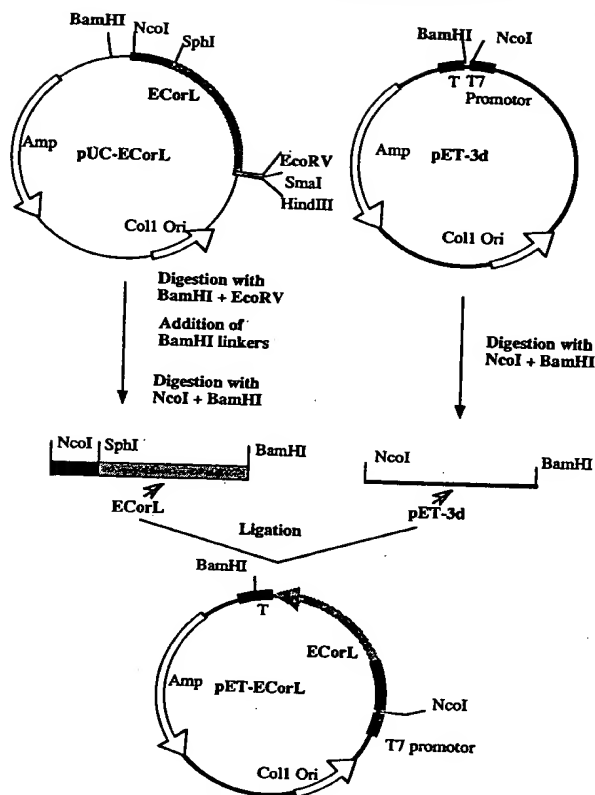 BamHI
NcoI
SphI
ECorL
Amp
pUC-ECorL
EcoRV
SmaI
HindIII
Col1 Ori
BamHI
NcoI
T T7
Promotor
Amp
pET-3d
Col1 Ori
Digestion with
BamHI + EcoRV
Addition of
BamHI linkers
Digestion with
NcoI + BamHI
Digestion with
NcoI + BamHI
NcoI
SphI
BamHI
ECorL
NcoI
BamHI
pET-3d
Ligation
BamHI
T
ECorL
Amp
pET-ECorL
NcoI
T7 promotor
Col1 Ori